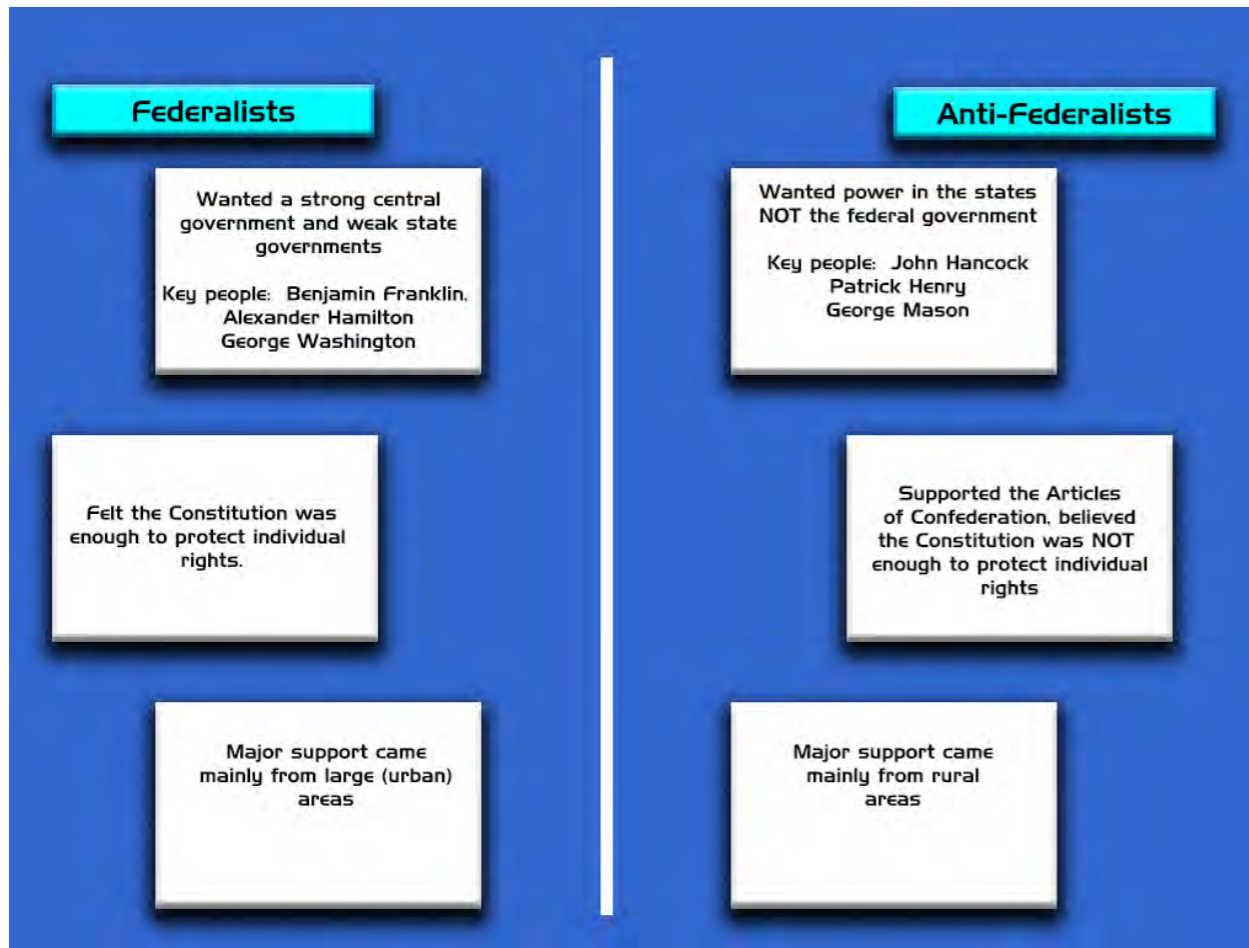 Federalists
Wanted a strong central
government and weak state
governments
Key people: Benjamin Franklin,
Alexander Hamilton
George Washington
Felt the Constitution was
enough to protect individual
rights.
Major support came
mainly from large (urban)
areas
Anti-Federalists
Wanted power in the states
NOT the federal government
Key people: John Hancock
Patrick Henry
George Mason
Supported the Articles
of Confederation, believed
the Constitution was NOT
enough to protect individual
rights
Major support came
mainly from rural
areas